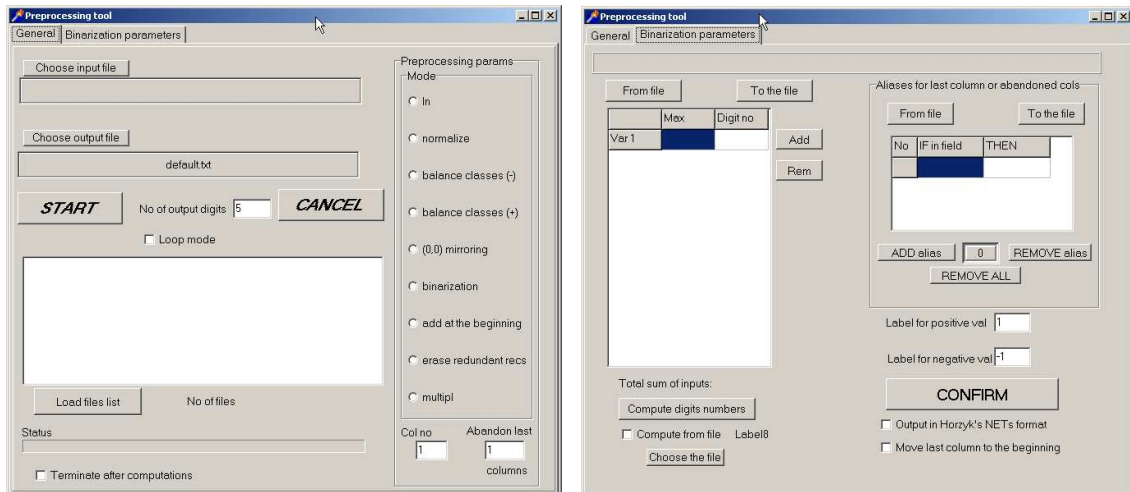 Preprocessing tool
General Binarization parameters
Choose input file
Choose output file
default.txt
START
No of output digits 5
CANCEL
Loop mode
Load files list
No of files
Status
Terminate after computations
Preprocessing params
Mode
ln
normalize
balance classes (-)
balance classes (+)
(0,0) mirroring
binarization
add at the beginning
erase redundant recs
multipl
Col no
1
Abandon last
1
columns
Preprocessing tool
General Binarization parameters
From file
To the file
Max Digit no
Var 1
Add
Rem
Total sum of inputs:
Compute digits numbers
Compute from file Label8
Choose the file
Aliases for last column or abandoned cols
From file
To the file
No IF in field THEN
ADD alias 0 REMOVE alias
REMOVE ALL
Label for positive val 1
Label for negative val -1
CONFIRM
Output in Horzyk's NETs format
Move last column to the beginning